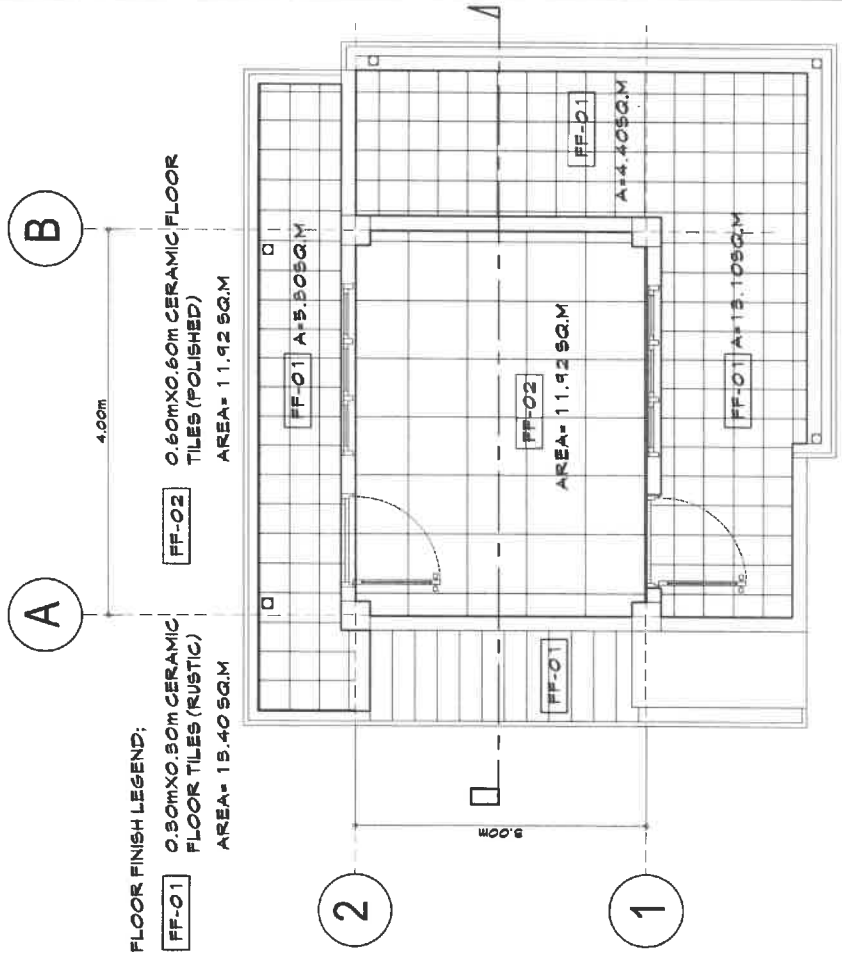 FLOOR FINISH LEGEND:
FF-01 0.30mX0.30m CERAMIC
FLOOR TILES (RUSTIC)
AREA= 13.40 SQ.M
FF-02 0.60mX0.60m CERAMIC FLOOR
TILES (POLISHED)
AREA= 11.92 SQ.M
A
B
4.00m
2
1
3.00m
FF-01 A=5.80SQ.M
FF-02
AREA= 11.92 SQ.M
FF-01
A=4.40SQ.M
FF-01 A=13.10SQ.M
FF-01